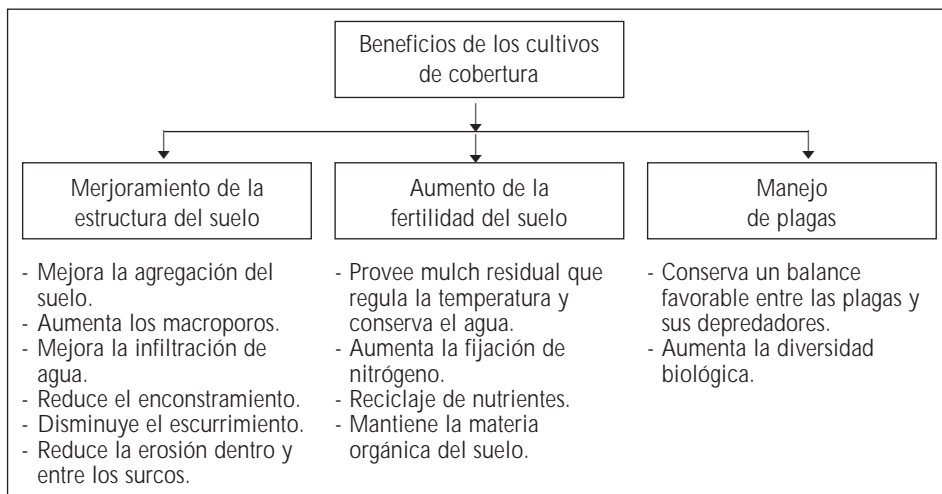 Beneficios de los cultivos
de cobertura
Merjoramiento de la
estructura del suelo
Aumento de la
fertilidad del suelo
Manejo
de plagas
- Mejora la agregación del
suelo.
- Aumenta los macroporos.
- Mejora la infiltración de
agua.
- Reduce el enconstramiento.
- Disminuye el escurrimiento.
- Reduce la erosión dentro y
entre los surcos.
- Provee mulch residual que
regula la temperatura y
conserva el agua.
- Aumenta la fijación de
nitrógeno.
- Reciclaje de nutrientes.
- Mantiene la materia
orgánica del suelo.
- Conserva un balance
favorable entre las plagas y
sus depredadores.
- Aumenta la diversidad
biológica.